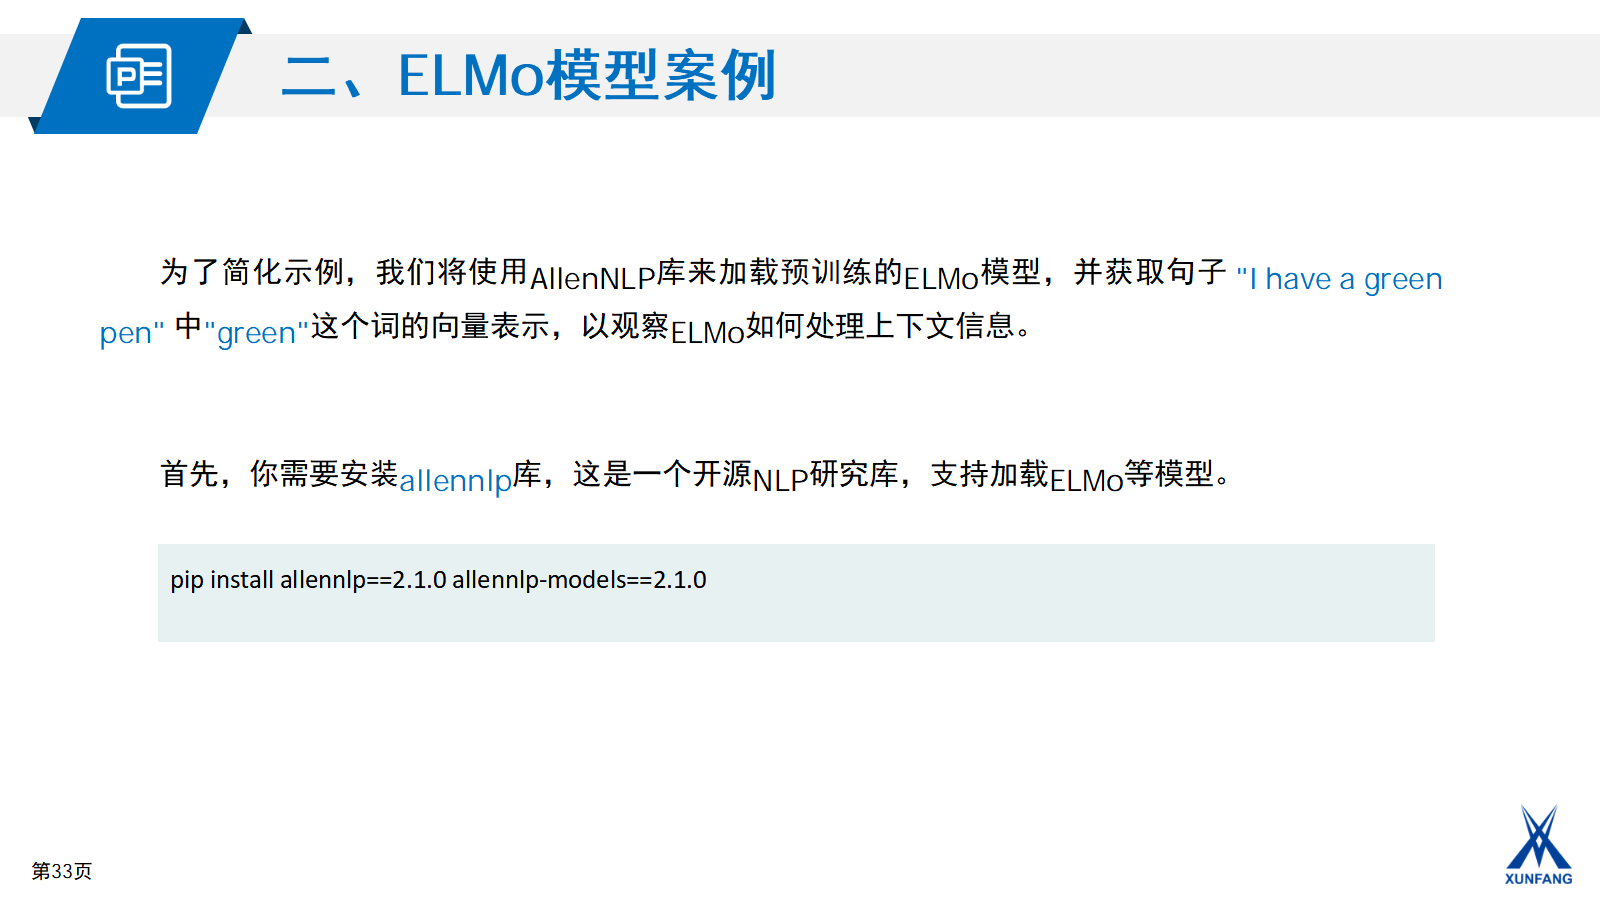 二、ELMo模型案例
为了简化示例，我们将使用AllenNLP库来加载预训练的ELMo模型，并获取句子 "I have a green
pen" 中"green"这个词的向量表示，以观察ELMo如何处理上下文信息。
首先，你需要安装allennlp库，这是一个开源NLP研究库，支持加载ELMo等模型。
pip install allennlp==2.1.0 allennlp-models==2.1.0
第33页
XUNFANG